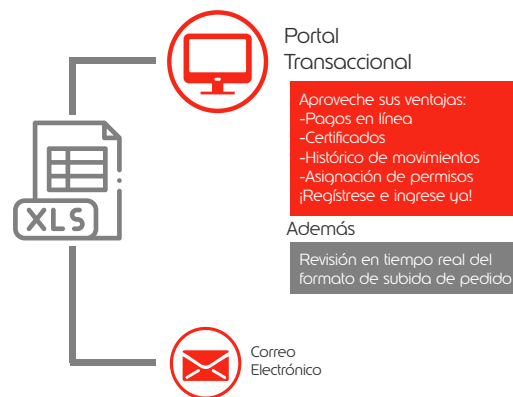 Portal
Transaccional
Aproveche sus ventajas:
-Pagos en línea
-Certificados
-Histórico de movimientos
-Asignación de permisos
¡Regístrese e ingrese ya!
XLS
Además
Revisión en tiempo real del
formato de subida de pedido
Correo
Electrónico